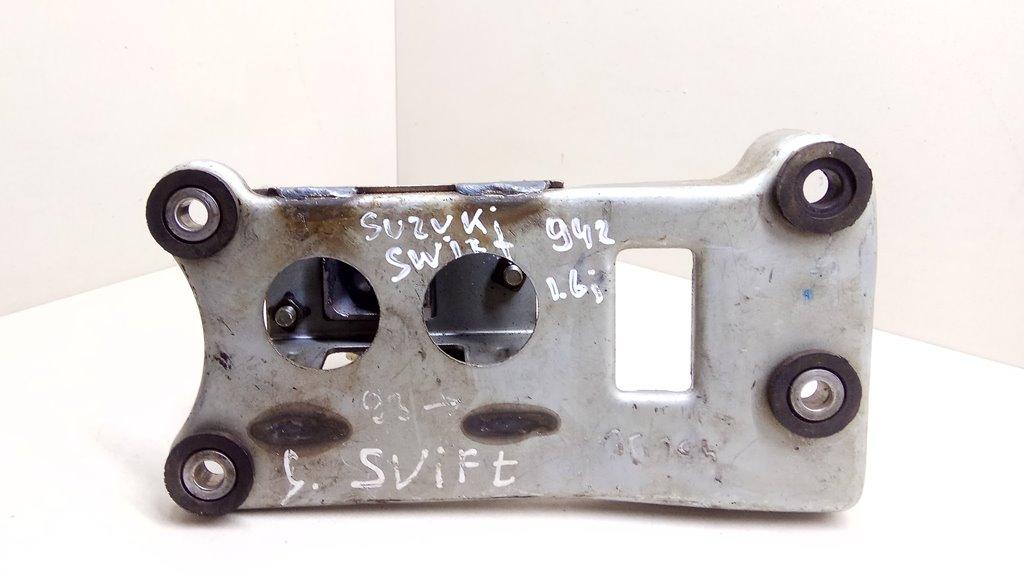 SUZUKi 942
SWift 1.6i
93 →
S. SViFt